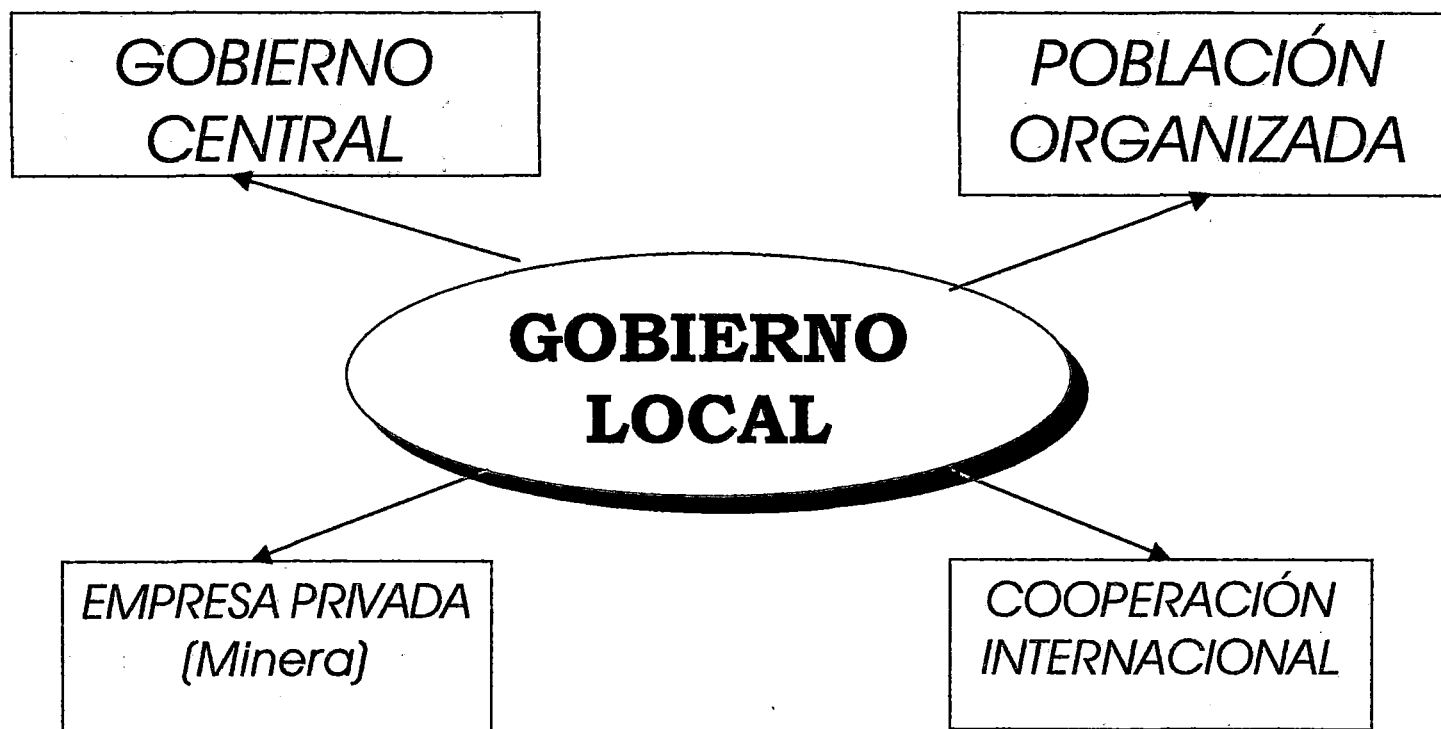 GOBIERNO
CENTRAL
POBLACIÓN
ORGANIZADA
GOBIERNO
LOCAL
EMPRESA PRIVADA
(Minera)
COOPERACIÓN
INTERNACIONAL